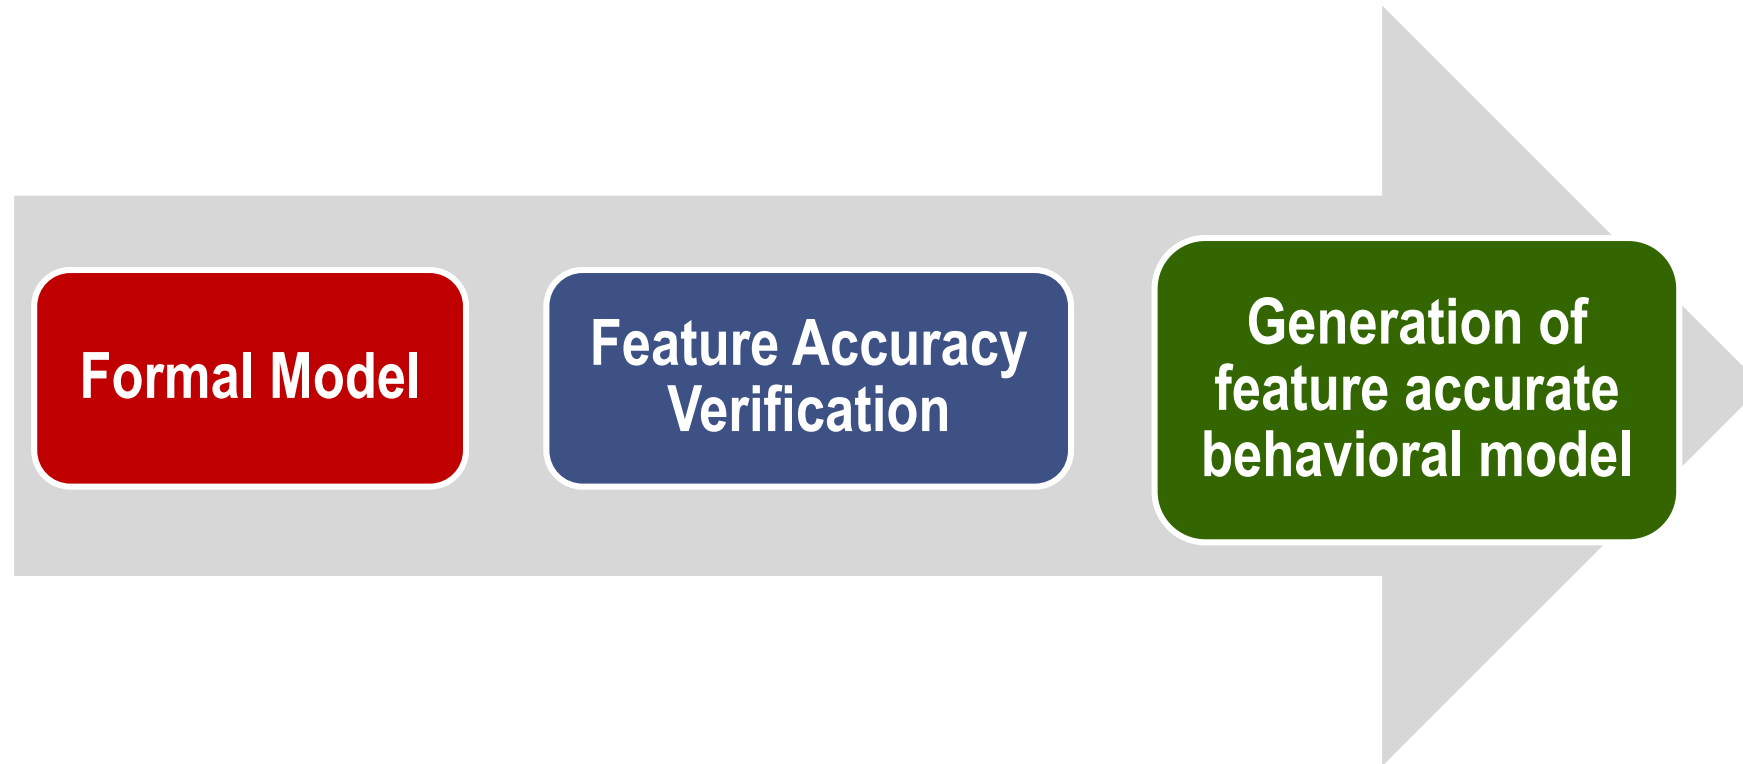 Formal Model
Feature Accuracy
Verification
Generation of
feature accurate
behavioral model